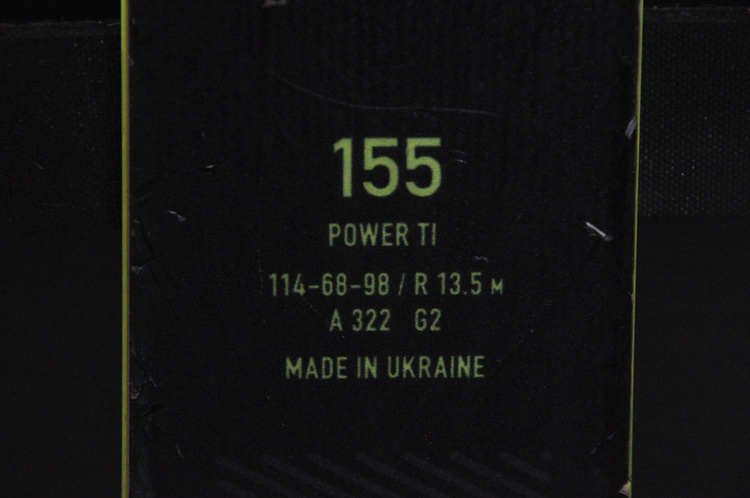 155
POWER TI
114-68-98 / R 13.5 M
A 322 G2
MADE IN UKRAINE